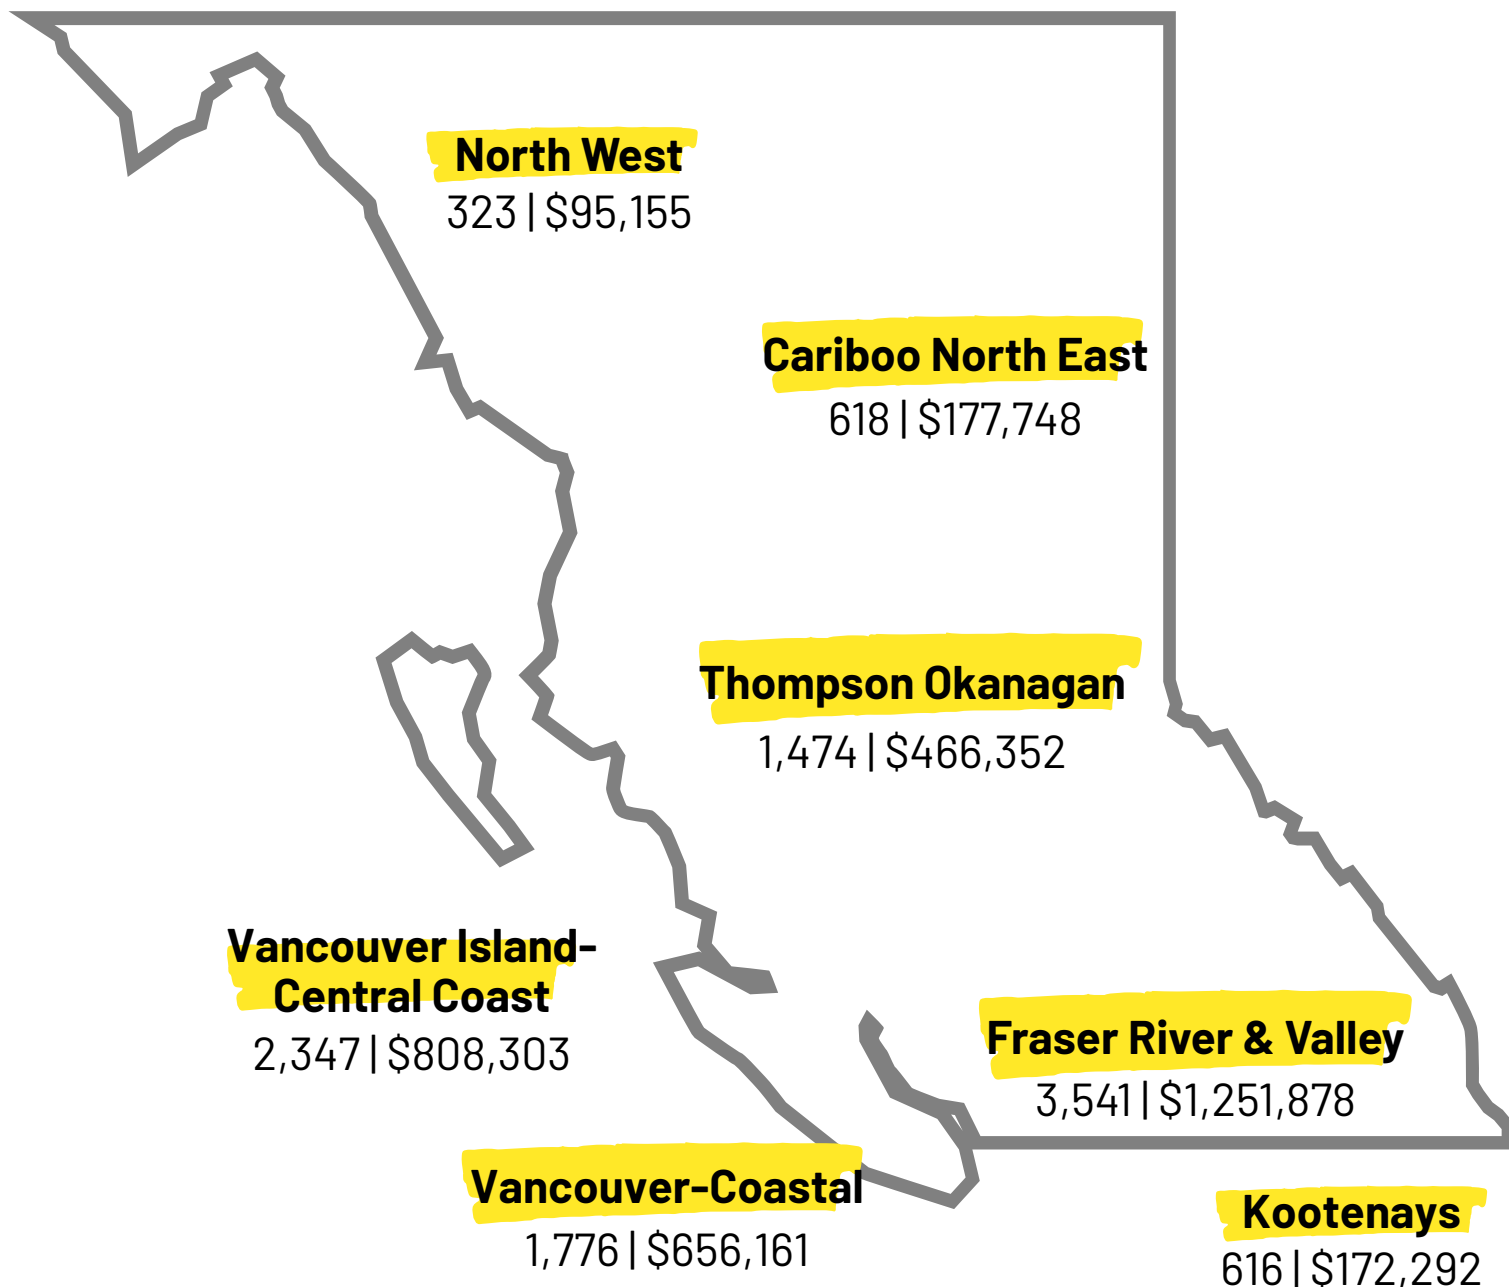 North West
323 | $95,155
Cariboo North East
618 | $177,748
Thompson Okanagan
1,474 | $466,352
Vancouver Island-
Central Coast
2,347 | $808,303
Fraser River & Valley
3,541 | $1,251,878
Vancouver-Coastal
1,776 | $656,161
Kootenays
616 | $172,292